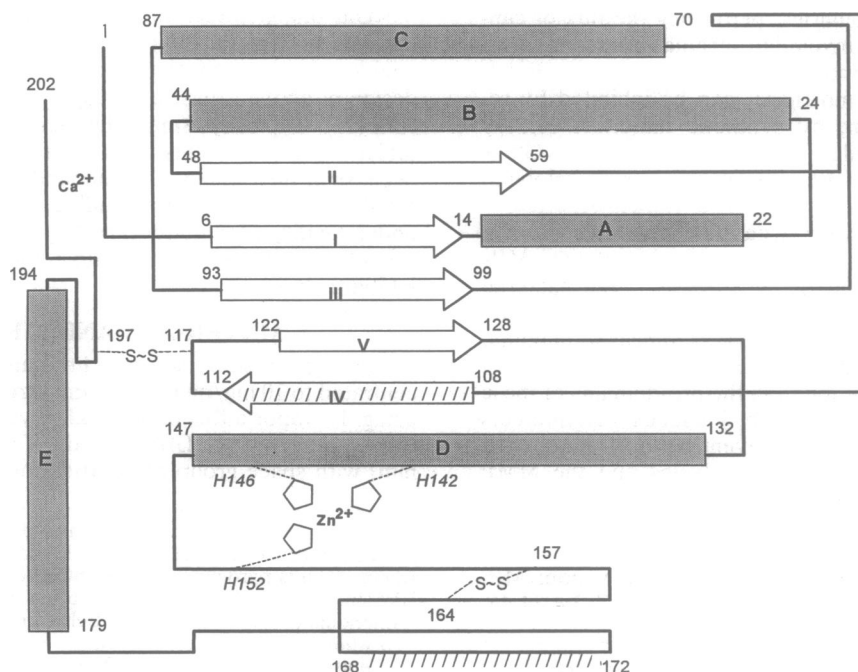 87 70
1 C
202
44 24
B
48 59
II
Ca2+
6 14 A 22
I
194 93 99
III
197 117 122 128
S~S V
112 108
IV
147 132
E D
H146 H142
Zn2+
157
H152 S~S
164
179
168 172